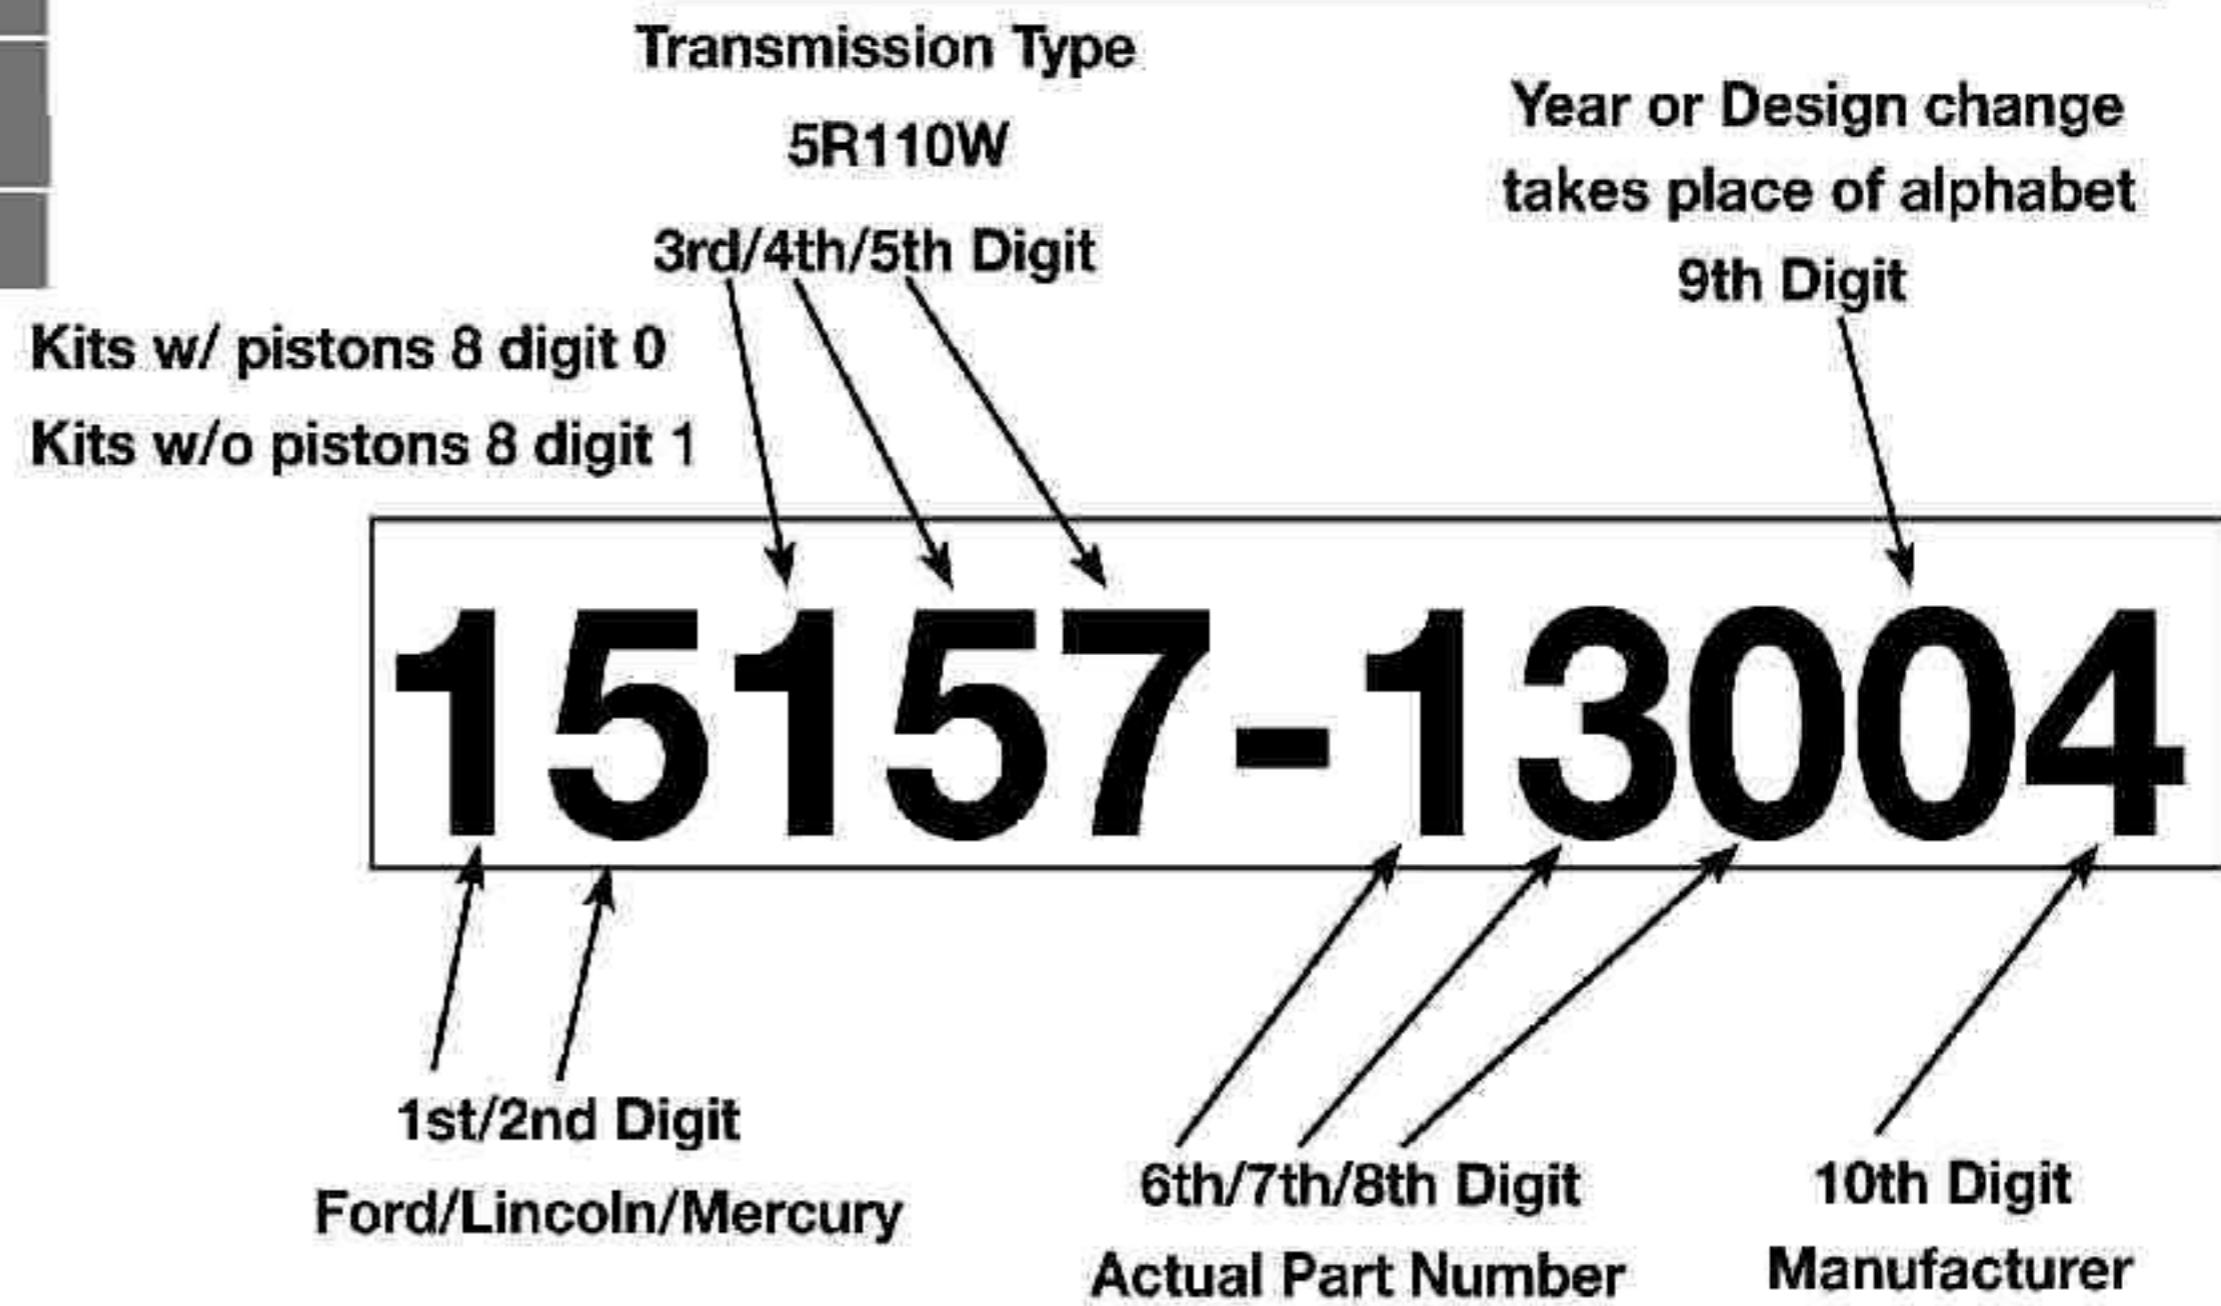 Transmission Type
5R110W
3rd/4th/5th Digit
Year or Design change
takes place of alphabet
9th Digit
Kits w/ pistons 8 digit 0
Kits w/o pistons 8 digit 1
15157-13004
1st/2nd Digit
Ford/Lincoln/Mercury
6th/7th/8th Digit
Actual Part Number
10th Digit
Manufacturer